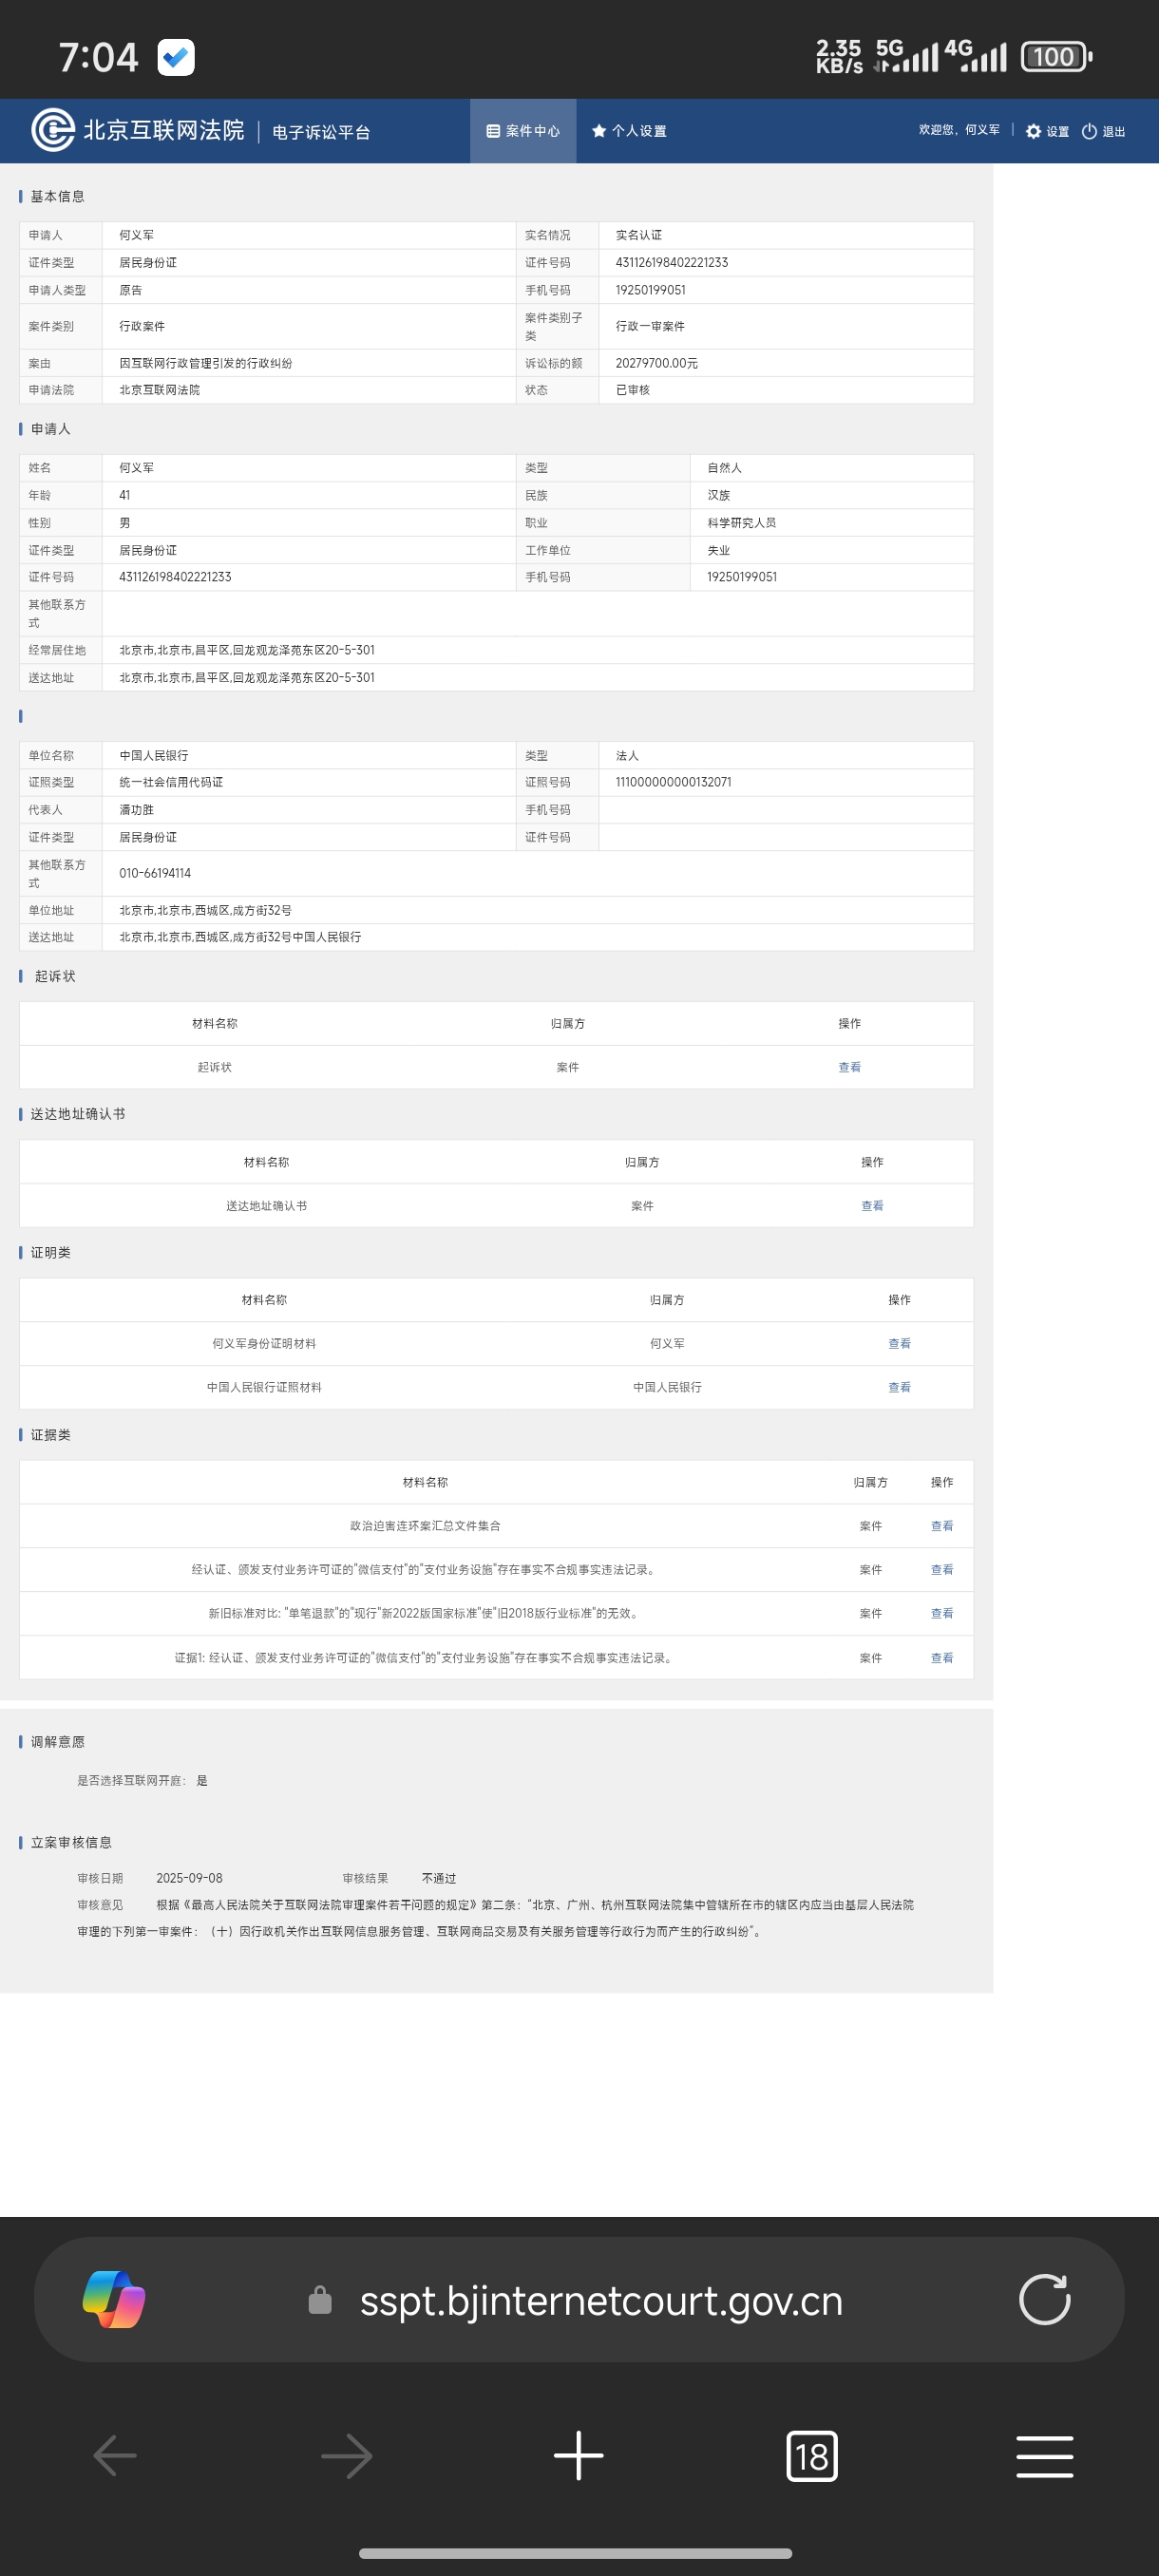 7:04
2.35 KB/s 5G 4G 100
北京互联网法院 | 电子诉讼平台 案件中心 个人设置 欢迎您，何义军 | 设置 退出
基本信息
申请人 何义军 实名情况 实名认证
证件类型 居民身份证 证件号码 431126198402221233
申请人类型 原告 手机号码 19250199051
案件类别 行政案件 案件类别子类 行政一审案件
案由 因互联网行政管理引发的行政纠纷 诉讼标的额 20279700.00元
申请法院 北京互联网法院 状态 已审核
申请人
姓名 何义军 类型 自然人
年龄 41 民族 汉族
性别 男 职业 科学研究人员
证件类型 居民身份证 工作单位 失业
证件号码 431126198402221233 手机号码 19250199051
其他联系方式
经常居住地 北京市,北京市,昌平区,回龙观龙泽苑东区20-5-301
送达地址 北京市,北京市,昌平区,回龙观龙泽苑东区20-5-301
单位名称 中国人民银行 类型 法人
证照类型 统一社会信用代码证 证照号码 111000000000132071
代表人 潘功胜 手机号码
证件类型 居民身份证 证件号码
其他联系方式 010-66194114
单位地址 北京市,北京市,西城区,成方街32号
送达地址 北京市,北京市,西城区,成方街32号中国人民银行
起诉状
材料名称 归属方 操作
起诉状 案件 查看
送达地址确认书
材料名称 归属方 操作
送达地址确认书 案件 查看
证明类
材料名称 归属方 操作
何义军身份证明材料 何义军 查看
中国人民银行证照材料 中国人民银行 查看
证据类
材料名称 归属方 操作
政治迫害连环案汇总文件集合 案件 查看
经认证、颁发支付业务许可证的"微信支付"的"支付业务设施"存在事实不合规事实违法记录。 案件 查看
新旧标准对比: "单笔退款"的"现行"新2022版国家标准"使"旧2018版行业标准"的无效。 案件 查看
证据1: 经认证、颁发支付业务许可证的"微信支付"的"支付业务设施"存在事实不合规事实违法记录。 案件 查看
调解意愿
是否选择互联网开庭： 是
立案审核信息
审核日期 2025-09-08 审核结果 不通过
审核意见 根据《最高人民法院关于互联网法院审理案件若干问题的规定》第二条："北京、广州、杭州互联网法院集中管辖所在市的辖区内应当由基层人民法院
审理的下列第一审案件：（十）因行政机关作出互联网信息服务管理、互联网商品交易及有关服务管理等行政行为而产生的行政纠纷"。
sspt.bjinternetcourt.gov.cn
18